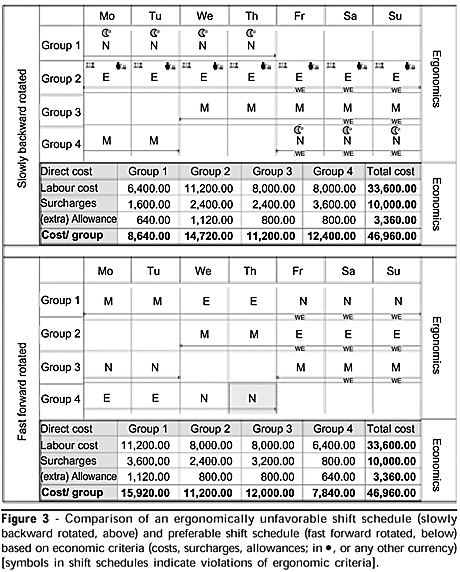 Mo Tu We Th Fr Sa Su
Slowly backward rotated
Group 1 N N N N
Group 2 E E E E E E E
WE WE WE
Group 3 M M M M M
WE WE WE
Group 4 M M N N N
WE WE WE
Ergonomics
Direct cost Group 1 Group 2 Group 3 Group 4 Total cost
Labour cost 6,400.00 11,200.00 8,000.00 8,000.00 33,600.00
Surcharges 1,600.00 2,400.00 2,400.00 3,600.00 10,000.00
(extra) Allowance 640.00 1,120.00 800.00 800.00 3,360.00
Cost/ group 8,640.00 14,720.00 11,200.00 12,400.00 46,960.00
Economics
Mo Tu We Th Fr Sa Su
Fast forward rotated
Group 1 M M E E N N N
WE WE WE
Group 2 M M E E E
WE WE WE
Group 3 N N M M M
WE WE WE
Group 4 E E N N
Ergonomics
Direct cost Group 1 Group 2 Group 3 Group 4 Total cost
Labour cost 11,200.00 8,000.00 8,000.00 6,400.00 33,600.00
Surcharges 3,600,00 2,400.00 3,200.00 800.00 10,000.00
(extra) Allowance 1,120.00 800.00 800.00 640.00 3,360.00
Cost/ group 15,920.00 11,200.00 12,000.00 7,840.00 46,960.00
Economics
Figure 3 - Comparison of an ergonomically unfavorable shift schedule (slowly
backward rotated, above) and preferable shift schedule (fast forward rotated, below)
based on economic criteria (costs, surcharges, allowances; in •, or any other currency)
[symbols in shift schedules indicate violations of ergonomic criteria].